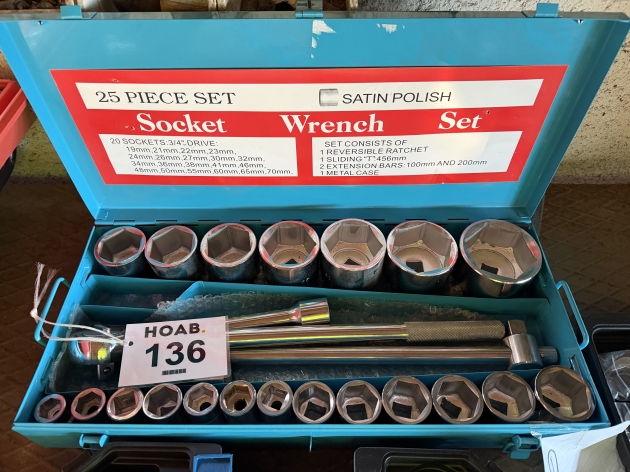 25 PIECE SET
SATIN POLISH
Socket Wrench Set
20 SOCKETS:3/4"DRIVE:
19mm,21mm,22mm,23mm,
24mm,26mm,27mm,30mm,32mm,
34mm,36mm,38mm,41mm,46mm,
48mm,50mm,55mm,60mm,65mm,70mm.
SET CONSISTS OF
1 REVERSIBLE RATCHET
1 SLIDING "T":456mm
2 EXTENSION BARS:100mm AND 200mm
1 METAL CASE
HOAB.
136